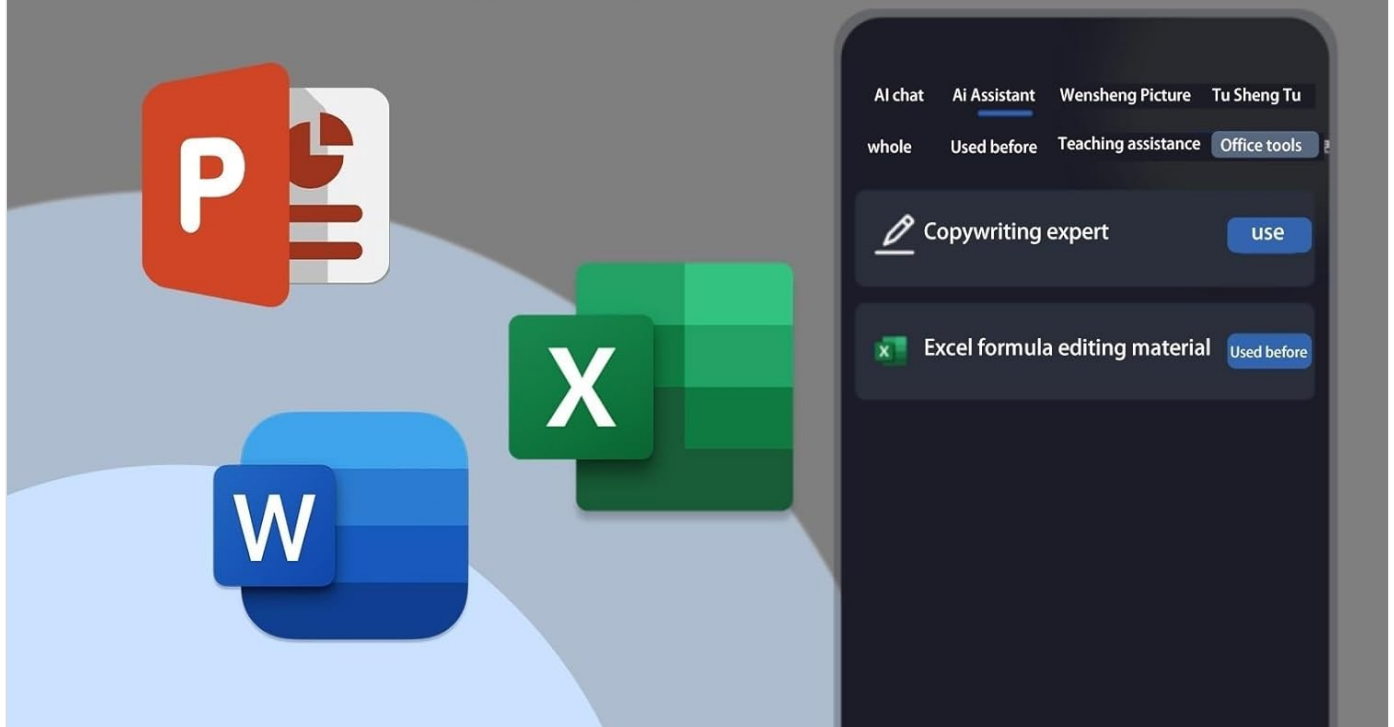 P
X
W
AI chat Ai Assistant Wensheng Picture Tu Sheng Tu
whole Used before Teaching assistance Office tools
Copywriting expert use
X Excel formula editing material Used before